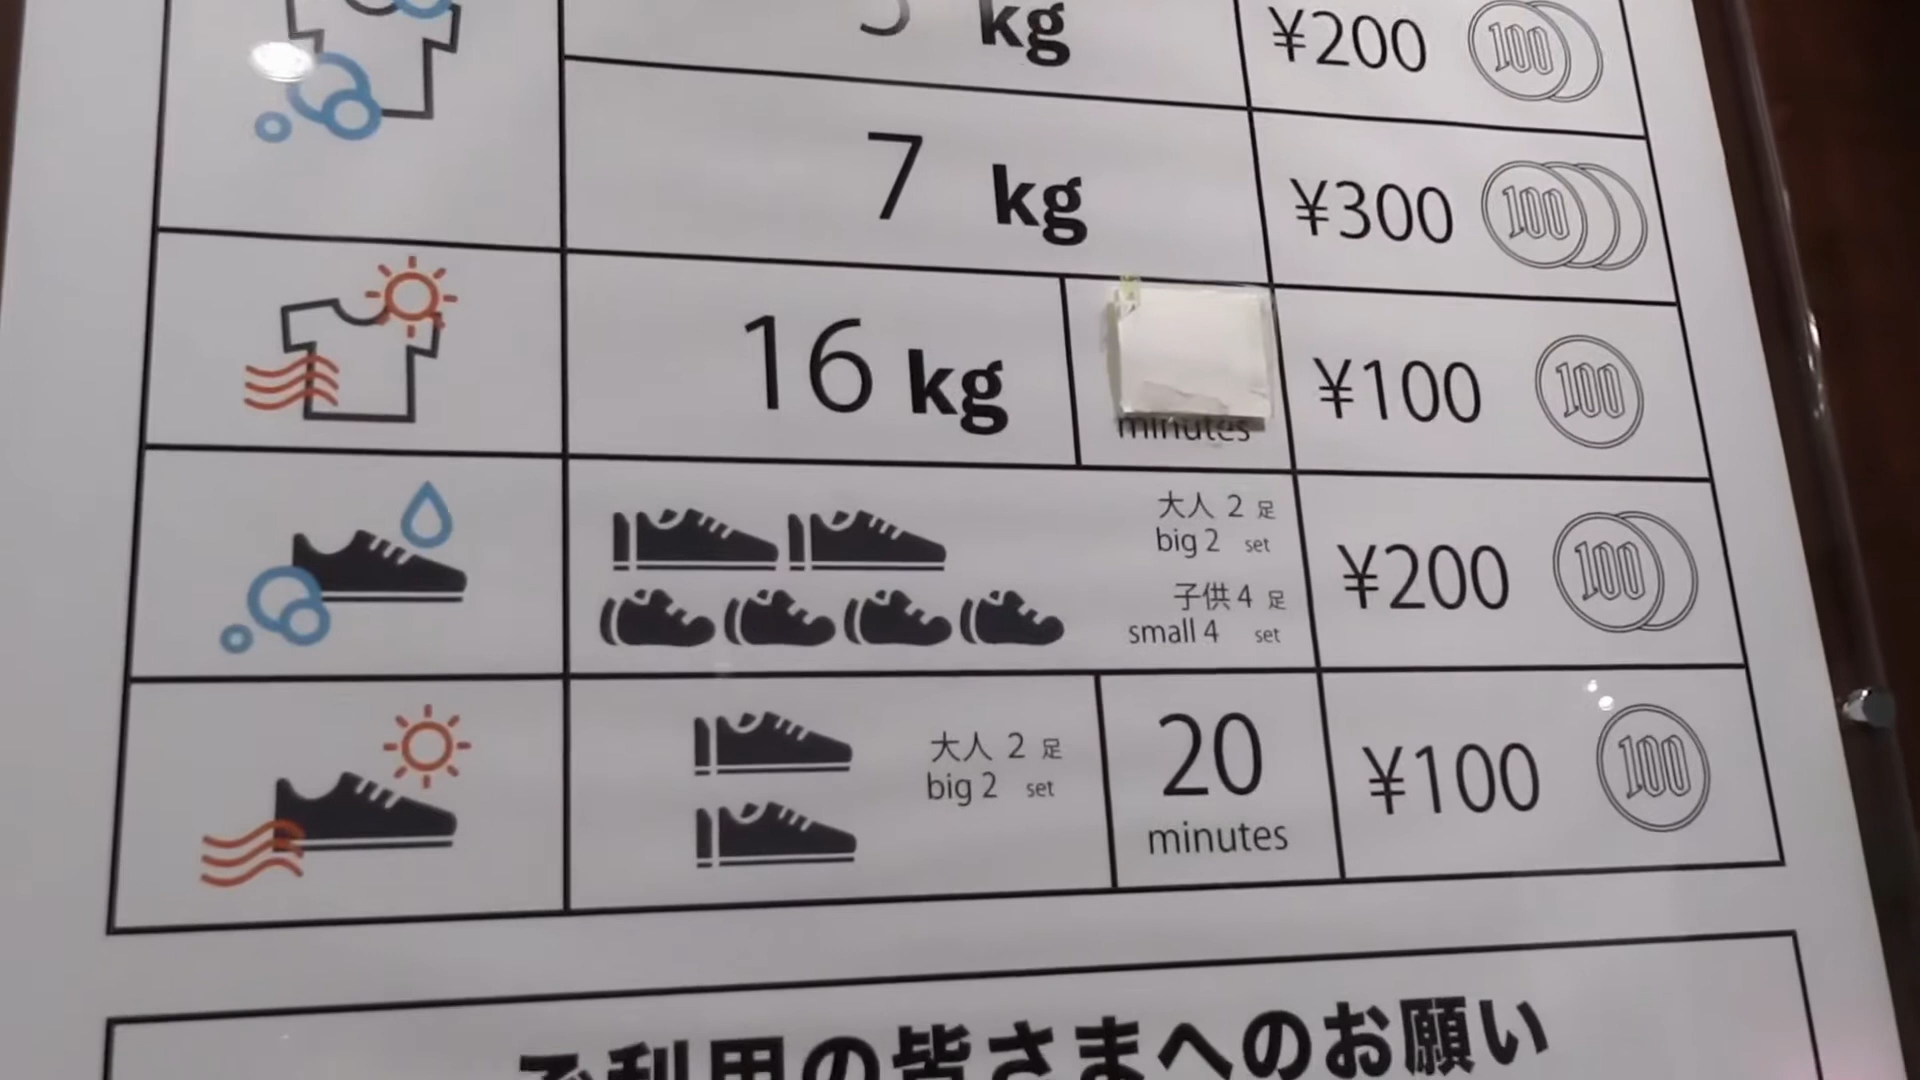 kg ¥200 100
7 kg ¥300 100
16 kg minutes ¥100 100
大人 2 足
big 2 set
子供 4 足
small 4 set
¥200 100
大人 2 足
big 2 set
20
minutes
¥100 100
ご利用の皆さまへのお願い